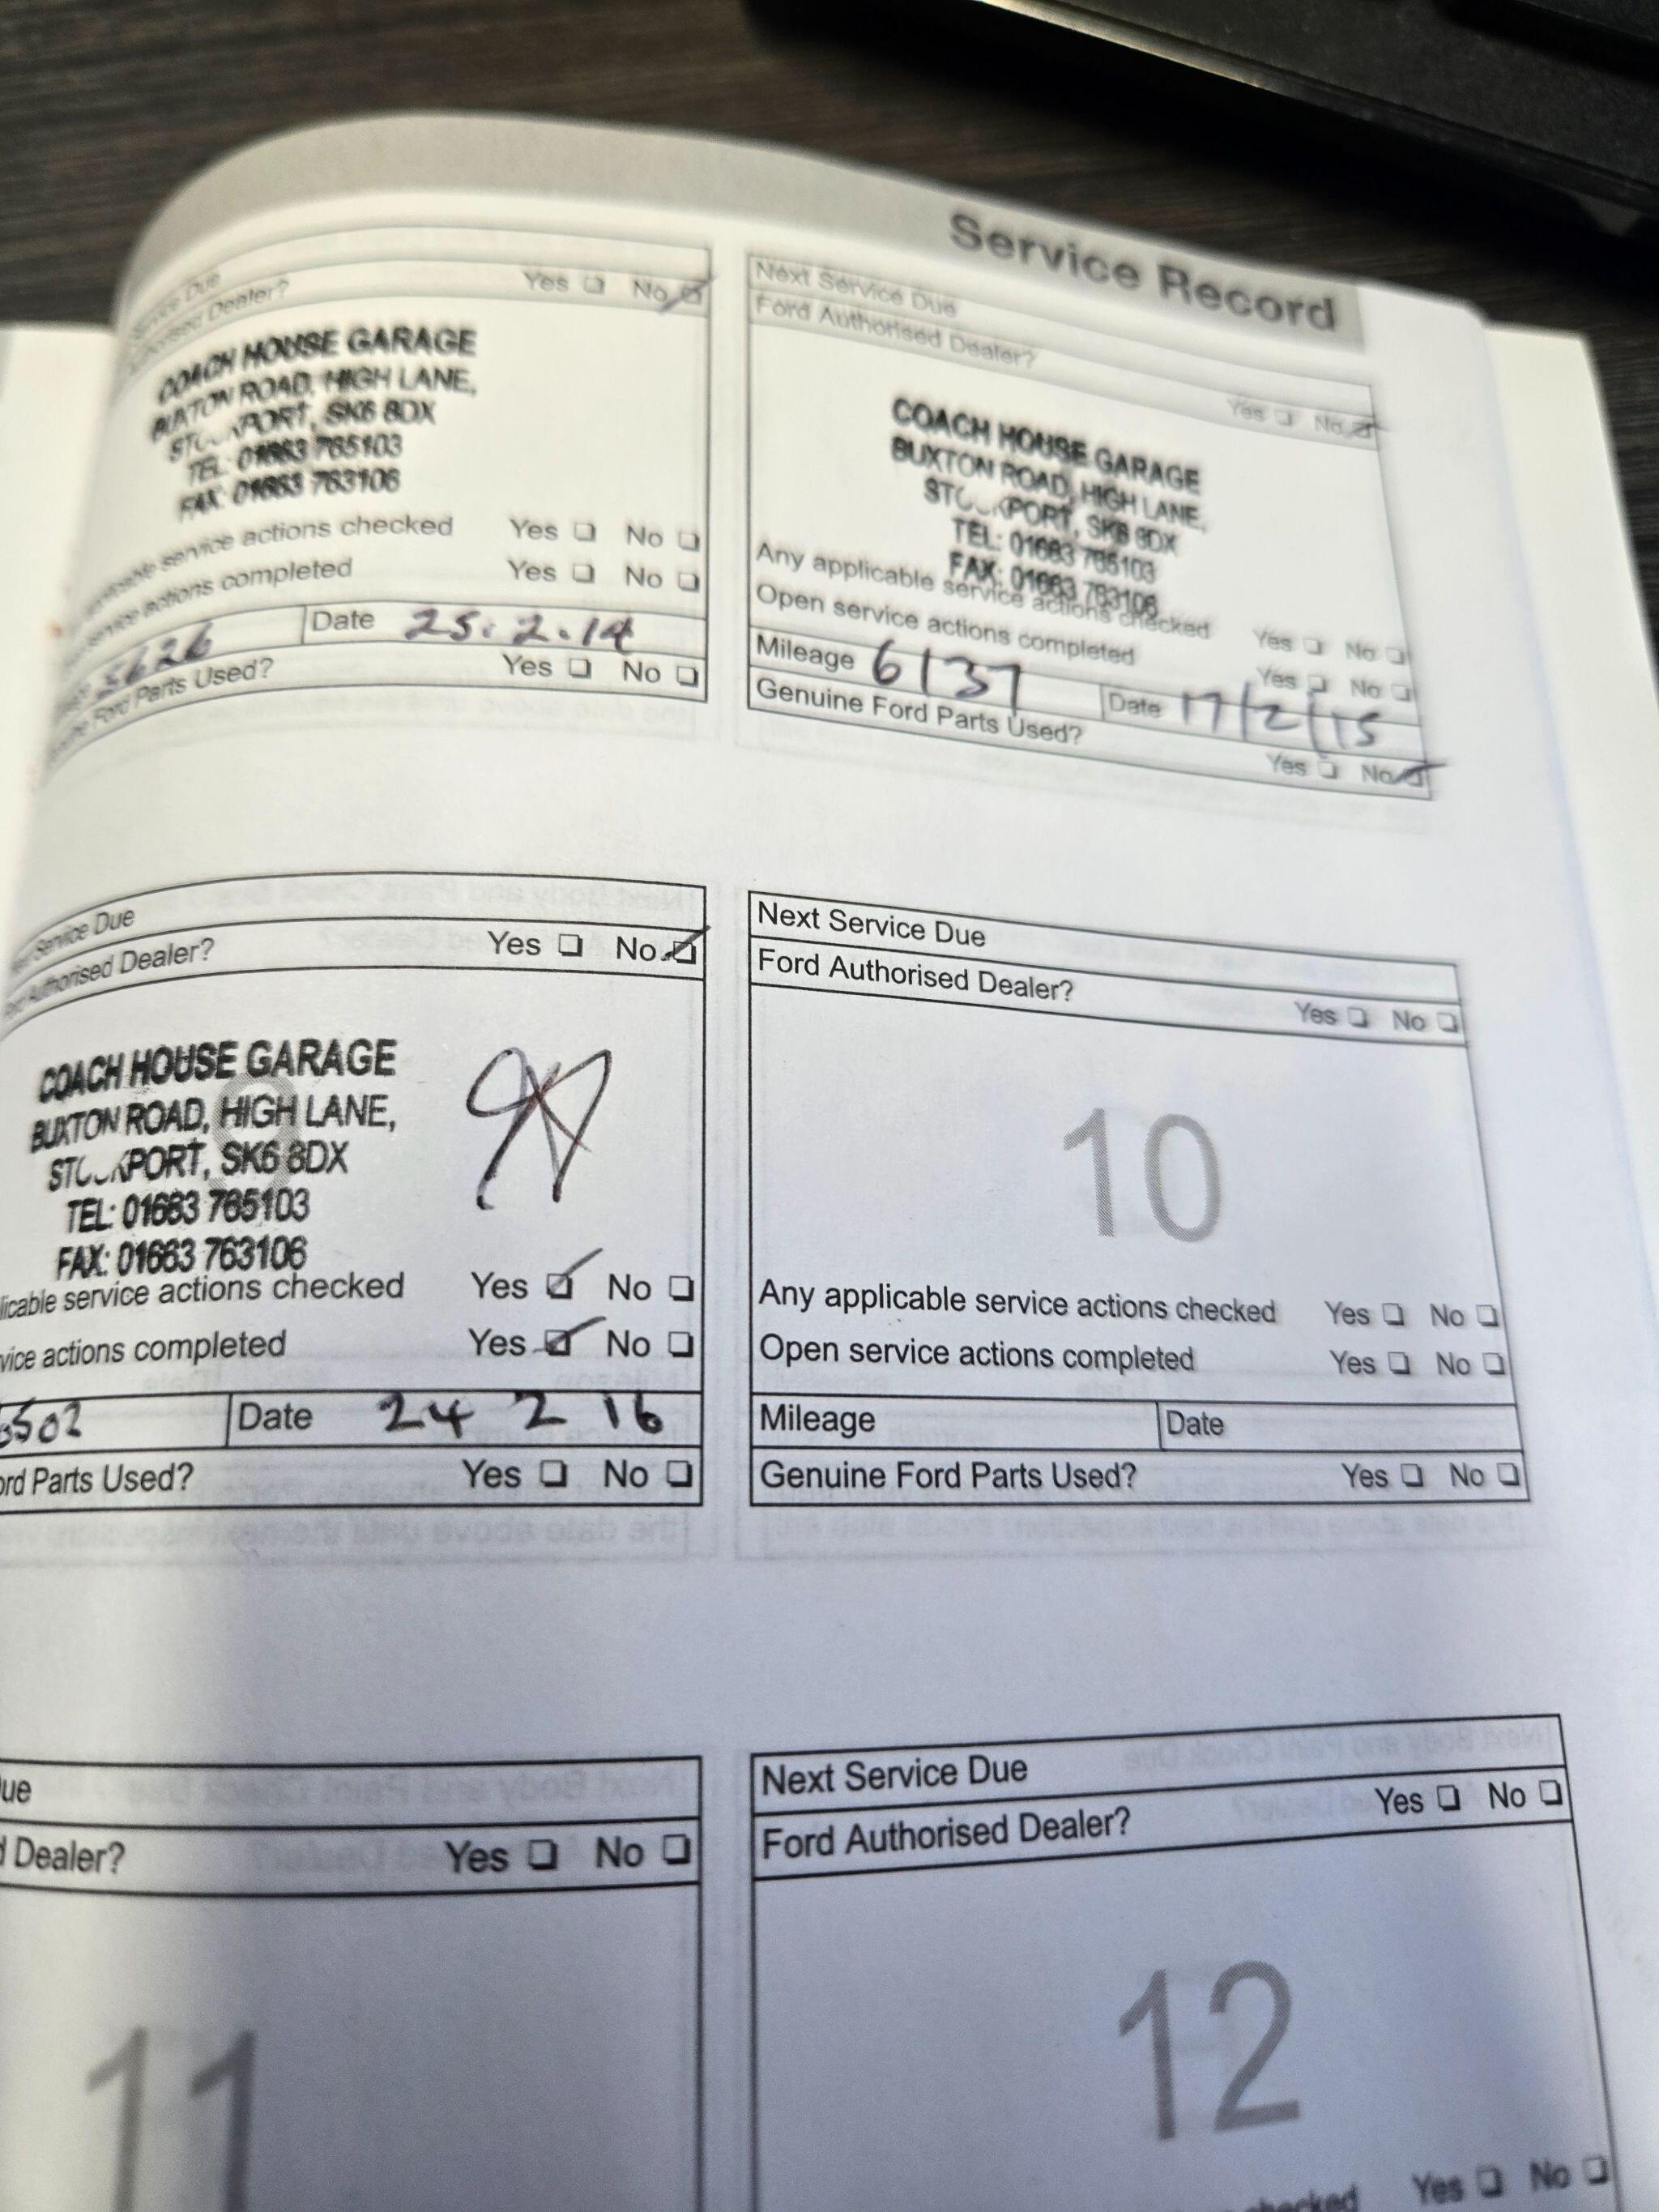 Service Record
Service Due
Authorised Dealer? Yes No
COACH HOUSE GARAGE
BUXTON ROAD, HIGH LANE,
PORT, SK6 8DX
TEL: 01663 765103
FAX: 01663 763106
service actions checked Yes No
service actions completed Yes No
5626 Date 25.2.14
Ford Parts Used? Yes No
Next Service Due
Ford Authorised Dealer?
Yes No
COACH HOUSE GARAGE
BUXTON ROAD, HIGH LANE,
PORT, SK6 8DX
TEL: 01663 765103
FAX: 01663 763106
Any applicable service actions checked Yes No
Open service actions completed Yes No
Mileage 6137 Date 17/2/15
Genuine Ford Parts Used?
Yes No
Service Due
Authorised Dealer? Yes No
COACH HOUSE GARAGE
BUXTON ROAD, HIGH LANE,
PORT, SK6 8DX
TEL: 01663 765103
FAX: 01663 763106
licable service actions checked Yes No
vice actions completed Yes No
6502 Date 24 2 16
ord Parts Used? Yes No
Next Service Due
Ford Authorised Dealer?
Yes No
10
Any applicable service actions checked Yes No
Open service actions completed Yes No
Mileage Date
Genuine Ford Parts Used? Yes No
ue
d Dealer? Yes No
11
Next Service Due
Ford Authorised Dealer? Yes No
12
checked Yes No